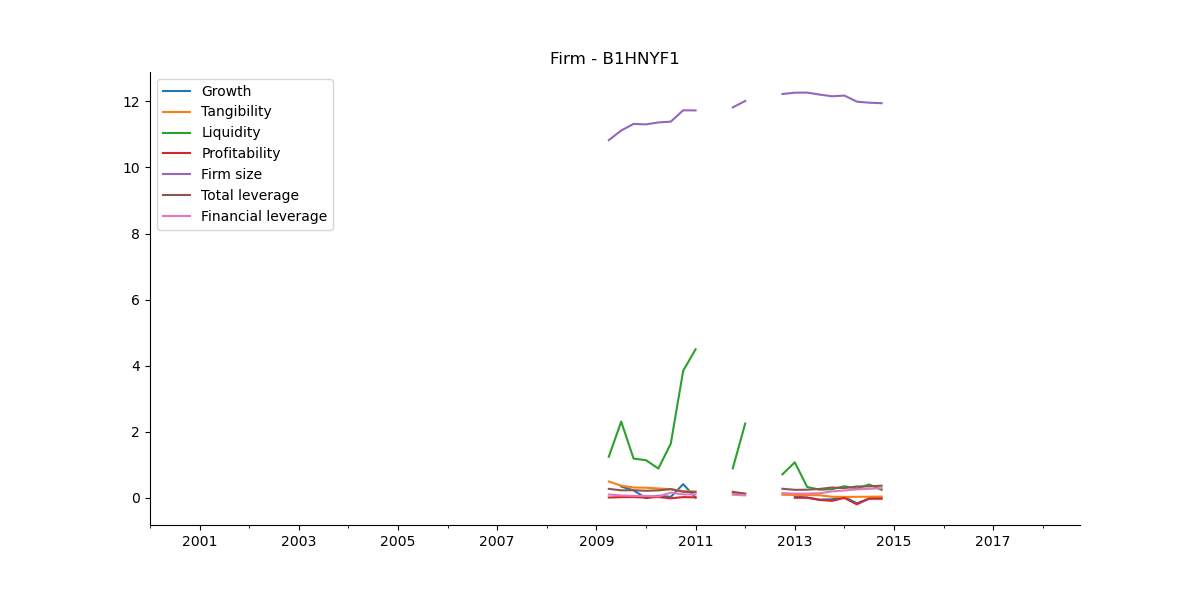 Firm - B1HNYF1
Growth
Tangibility
Liquidity
Profitability
Firm size
Total leverage
Financial leverage
12
10
8
6
4
2
0
2001 2003 2005 2007 2009 2011 2013 2015 2017